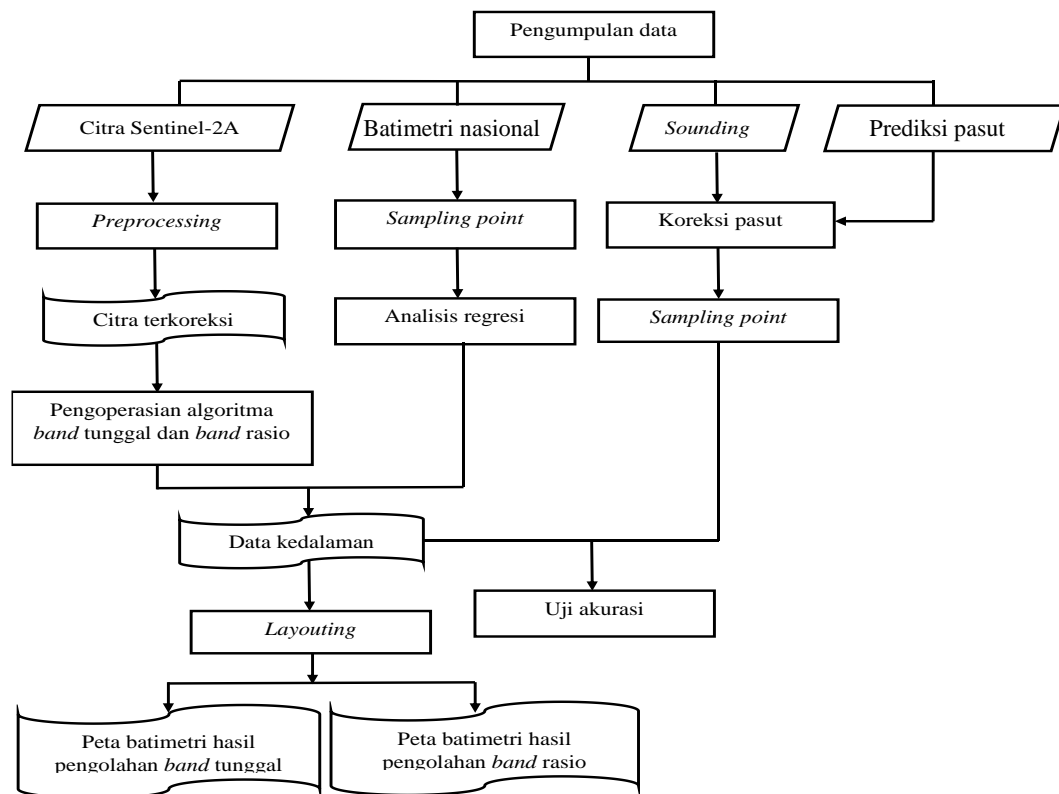 Pengumpulan data
Citra Sentinel-2A
Batimetri nasional
Sounding
Prediksi pasut
Preprocessing
Sampling point
Koreksi pasut
Citra terkoreksi
Analisis regresi
Sampling point
Pengoperasian algoritma
band tunggal dan band rasio
Data kedalaman
Uji akurasi
Layouting
Peta batimetri hasil
pengolahan band tunggal
Peta batimetri hasil
pengolahan band rasio